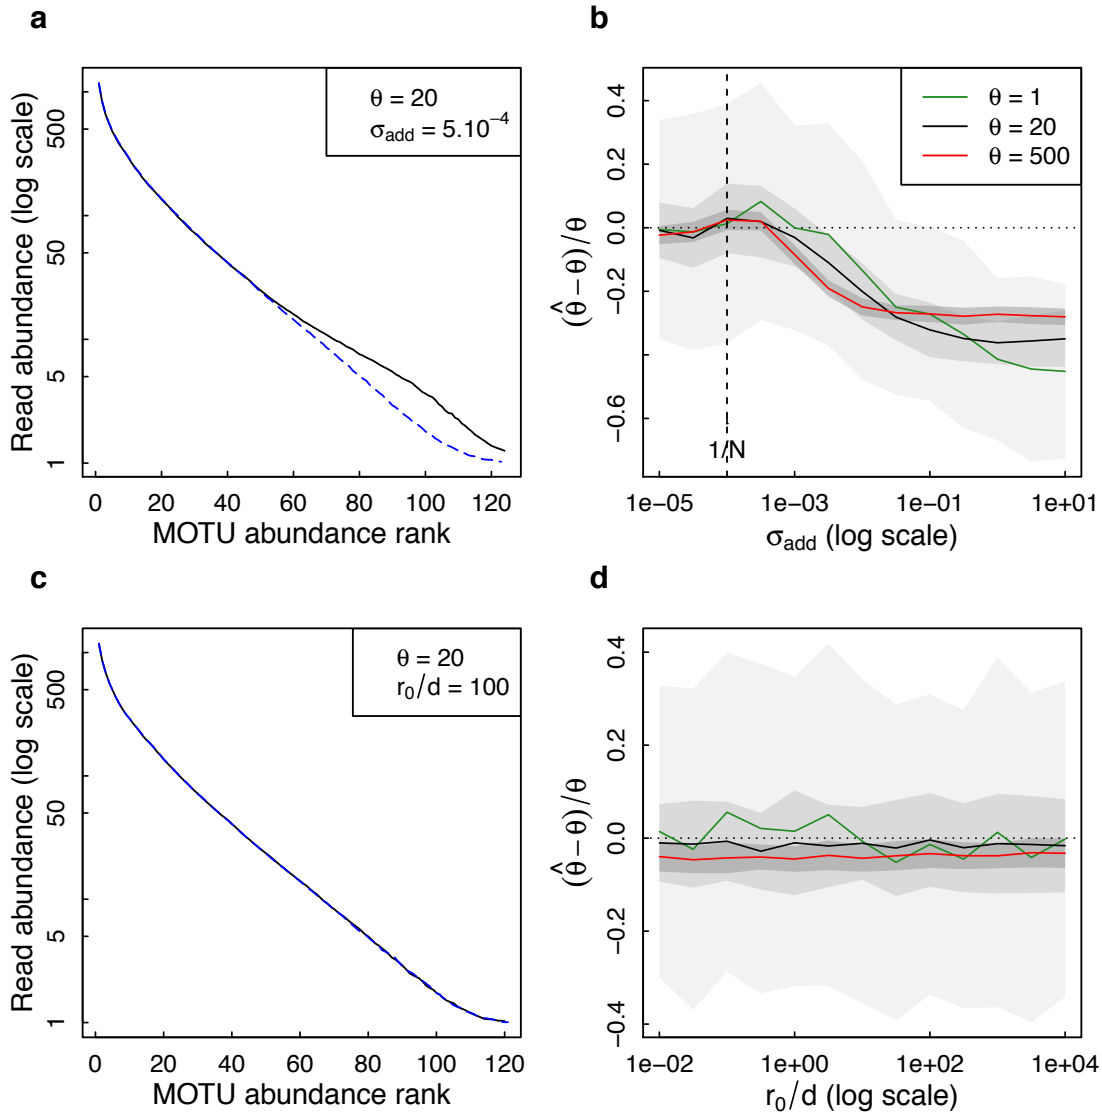 a
θ = 20
σadd = 5.10⁻⁴
Read abundance (log scale)
500
50
5
1
0 20 40 60 80 100 120
MOTU abundance rank
b
θ = 1
θ = 20
θ = 500
(θ̂ − θ)/θ
0.4
0.2
0.0
−0.2
−0.6
1/N
1e−05 1e−03 1e−01 1e+01
σadd (log scale)
c
θ = 20
r₀/d = 100
Read abundance (log scale)
500
50
5
1
0 20 40 60 80 100 120
MOTU abundance rank
d
(θ̂ − θ)/θ
0.4
0.2
0.0
−0.2
−0.4
1e−02 1e+00 1e+02 1e+04
r₀/d (log scale)